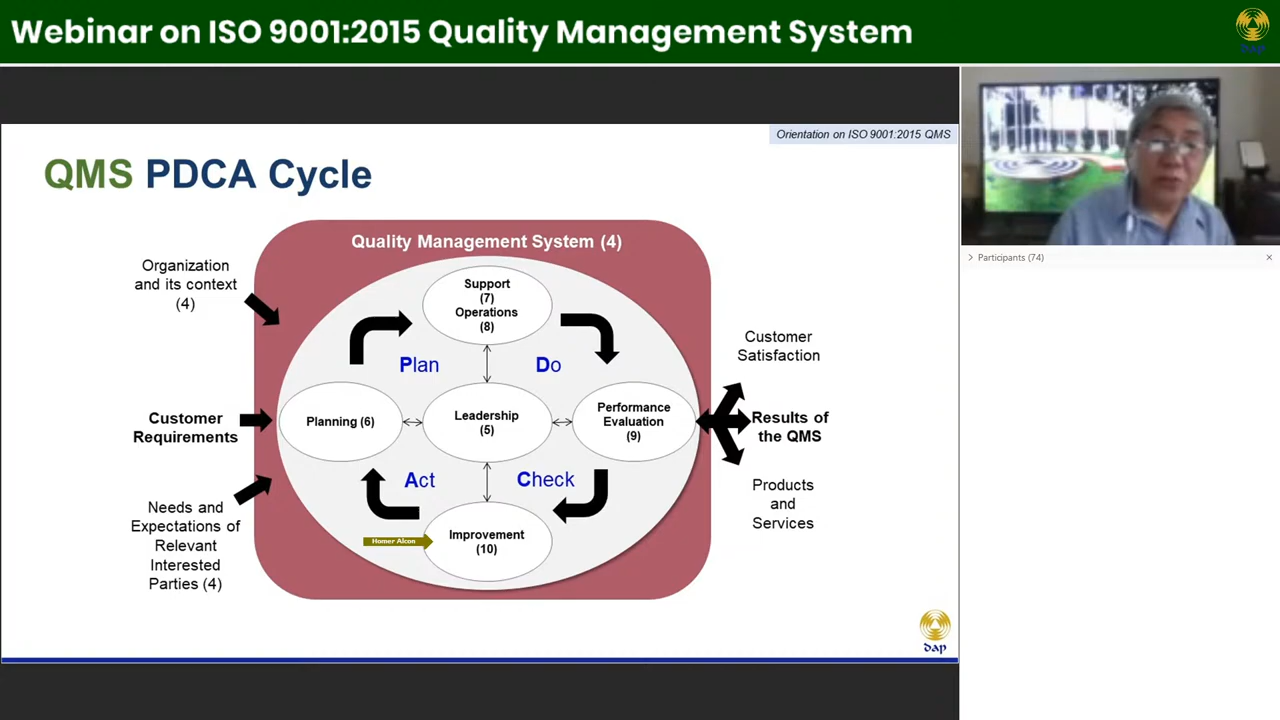 Webinar on ISO 9001:2015 Quality Management System
dap
Orientation on ISO 9001:2015 QMS
QMS PDCA Cycle
Participants (74)
Quality Management System (4)
Organization
and its context
(4)
Support
(7)
Operations
(8)
Plan
Do
Customer
Satisfaction
Customer
Requirements
Planning (6)
Leadership
(5)
Performance
Evaluation
(9)
Results of
the QMS
Act
Check
Needs and
Expectations of
Relevant
Interested
Parties (4)
Homer Alcon
Improvement
(10)
Products
and
Services
dap